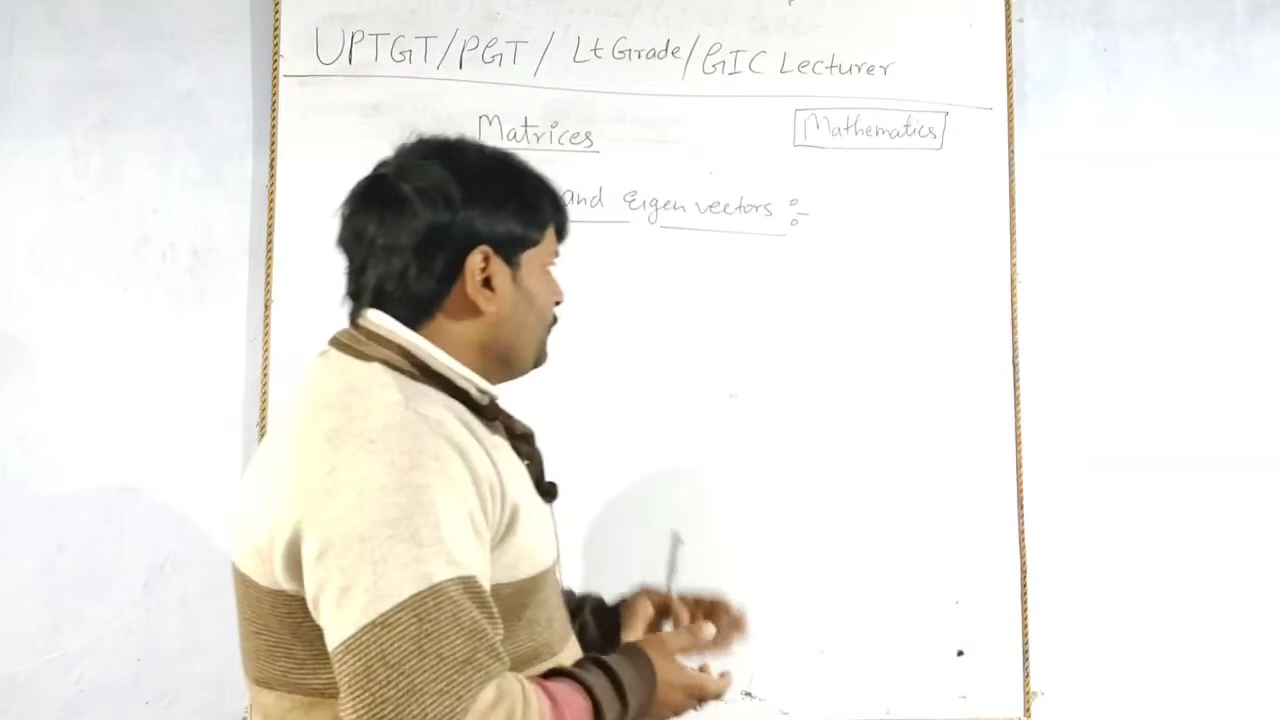 UPTGT/PGT/ Lt Grade/GIC Lecturer
Matrices
Mathematics
and Eigen vectors :-